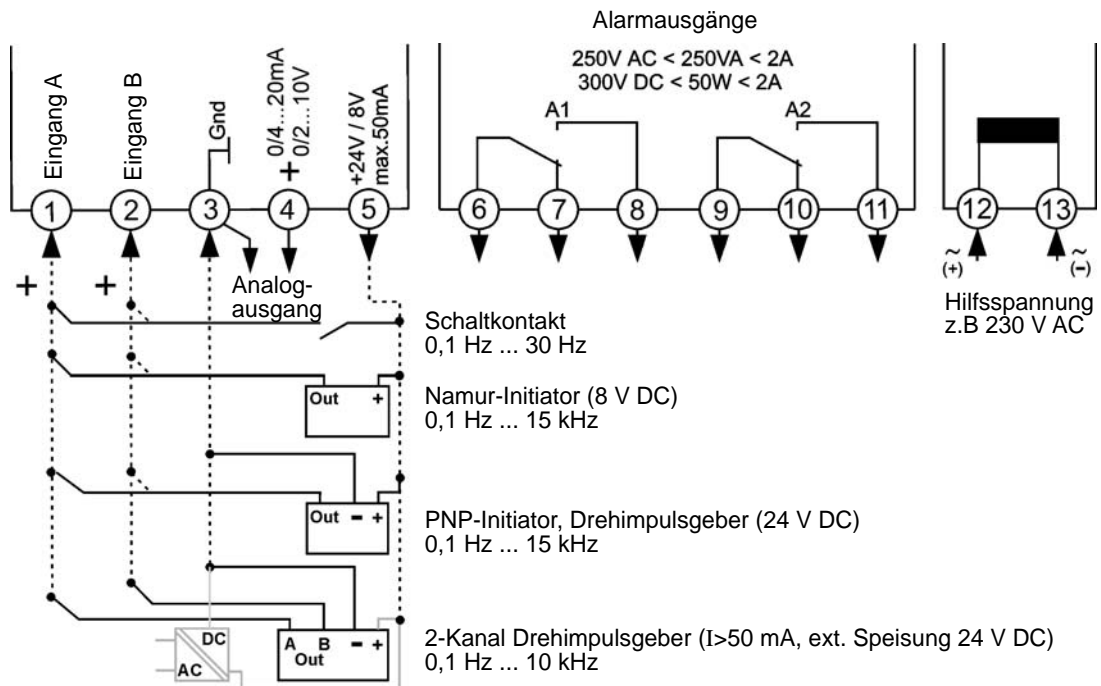 Alarmausgänge
Eingang A
Eingang B
Gnd
0/4...20mA
0/2...10V
+
+24V / 8V
max.50mA
250V AC < 250VA < 2A
300V DC < 50W < 2A
A1
A2
1
2
3
4
5
6
7
8
9
10
11
12
13
+
+
Analog-
ausgang
~
(+)
~
(-)
Hilfsspannung
z.B 230 V AC
Schaltkontakt
0,1 Hz ... 30 Hz
Out +
Namur-Initiator (8 V DC)
0,1 Hz ... 15 kHz
Out - +
PNP-Initiator, Drehimpulsgeber (24 V DC)
0,1 Hz ... 15 kHz
DC
AC
A B - +
Out
2-Kanal Drehimpulsgeber (I>50 mA, ext. Speisung 24 V DC)
0,1 Hz ... 10 kHz